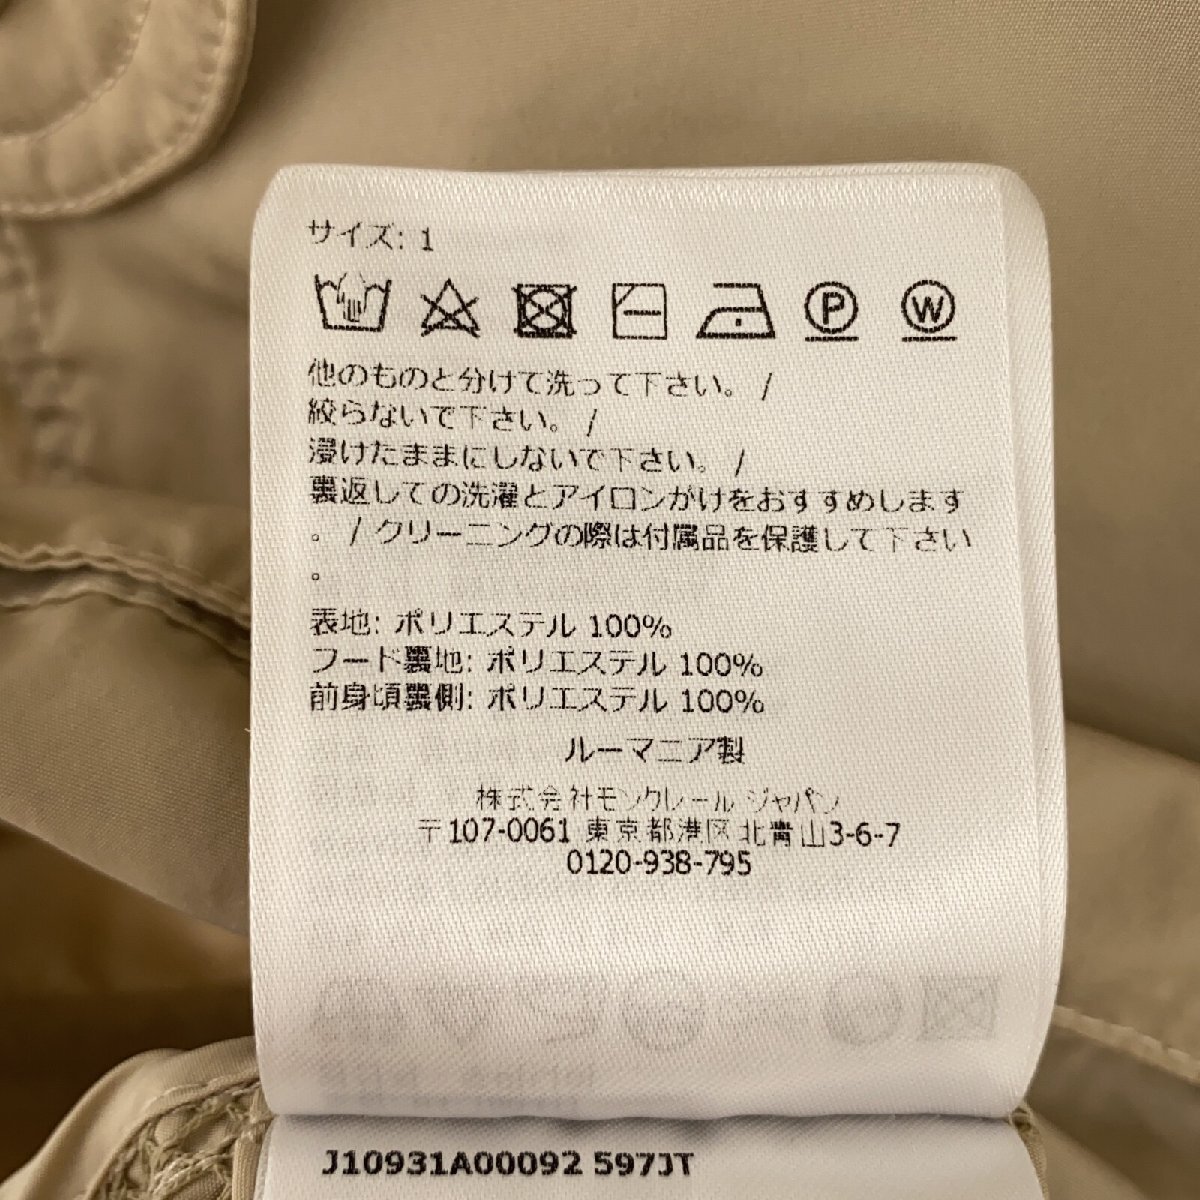 サイズ: 1
P W
他のものと分けて洗って下さい。 /
絞らないで下さい。 /
浸けたままにしないで下さい。 /
裏返しての洗濯とアイロンがけをおすすめします
。 / クリーニングの際は付属品を保護して下さい
。
表地: ポリエステル 100%
フード裏地: ポリエステル 100%
前身頃裏側: ポリエステル 100%
ルーマニア製
株式会社モンクレール ジャパン
〒107-0061 東京都港区北青山3-6-7
0120-938-795
J10931A00092 597JT